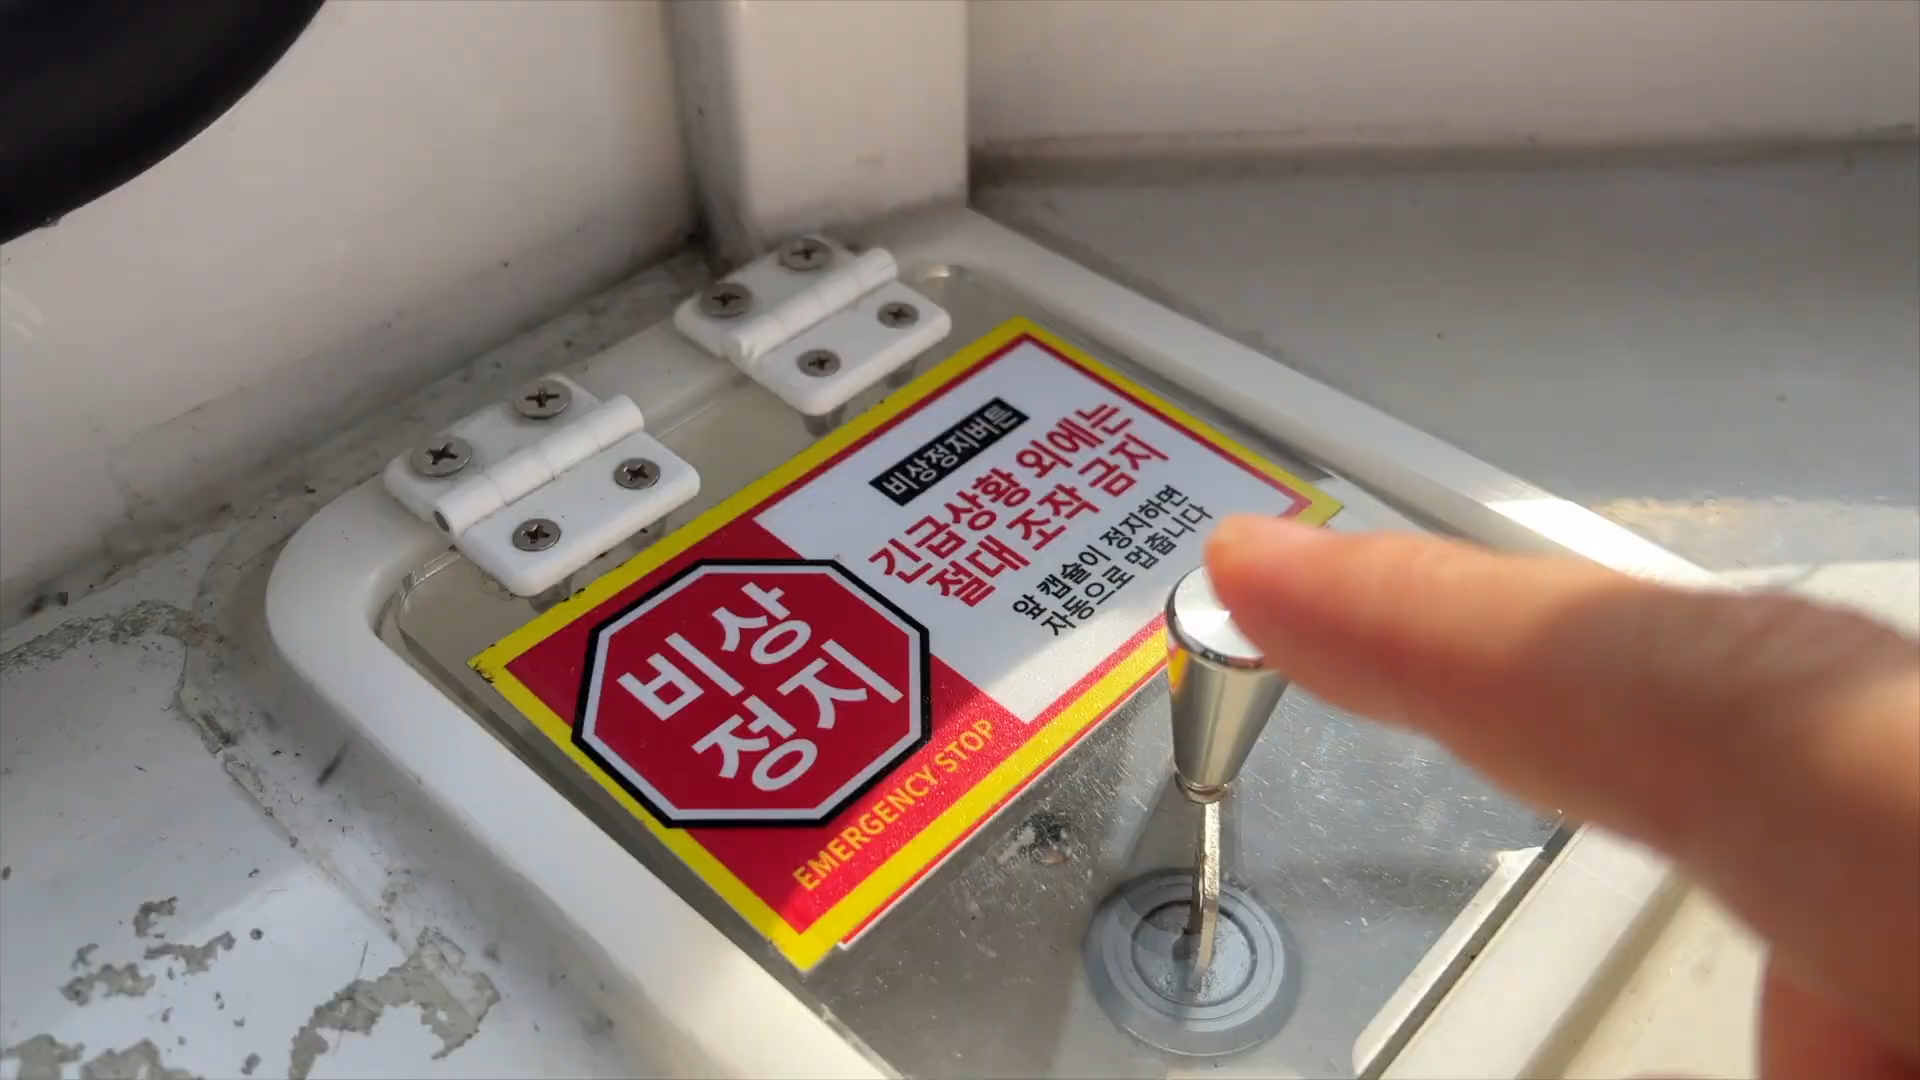 비상정지버튼
긴급상황 외에는
절대 조작 금지
앞 캡슐이 정지하면
자동으로 멈춥니다
비상
정지
EMERGENCY STOP